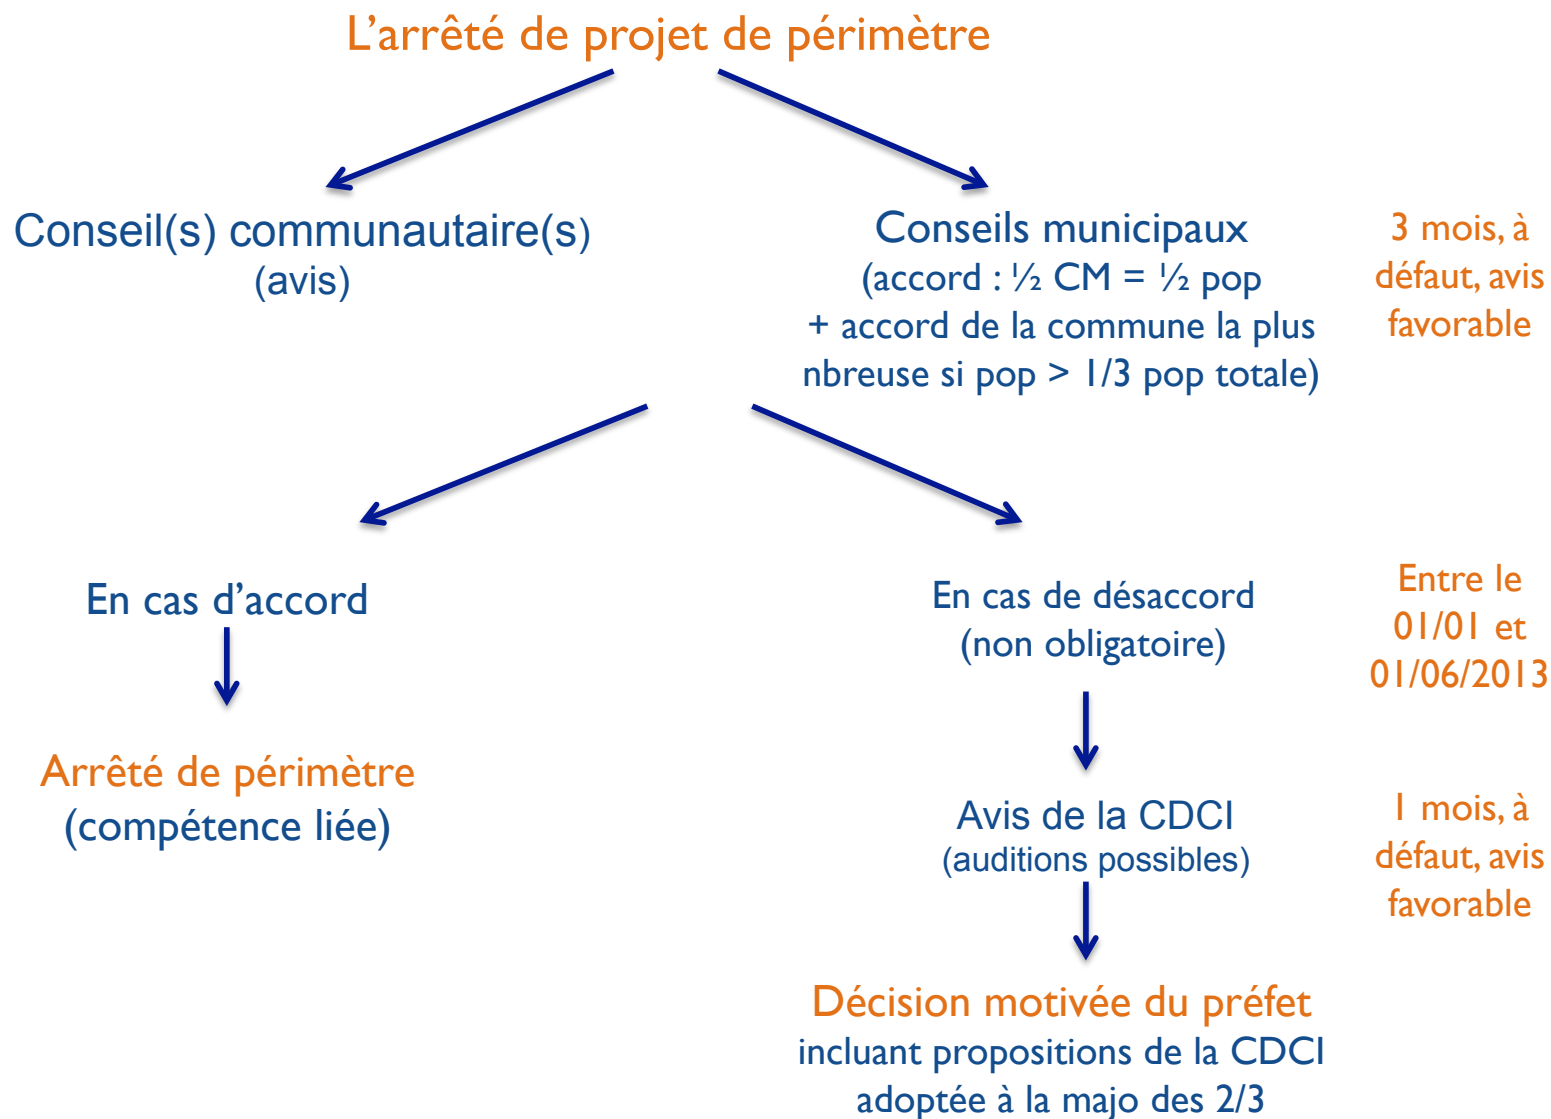 L’arrêté de projet de périmètre
Conseil(s) communautaire(s)
(avis)
Conseils municipaux
(accord : ½ CM = ½ pop
+ accord de la commune la plus
nbreuse si pop > 1/3 pop totale)
3 mois, à
défaut, avis
favorable
En cas d’accord
En cas de désaccord
(non obligatoire)
Entre le
01/01 et
01/06/2013
Arrêté de périmètre
(compétence liée)
Avis de la CDCI
(auditions possibles)
1 mois, à
défaut, avis
favorable
Décision motivée du préfet
incluant propositions de la CDCI
adoptée à la majo des 2/3